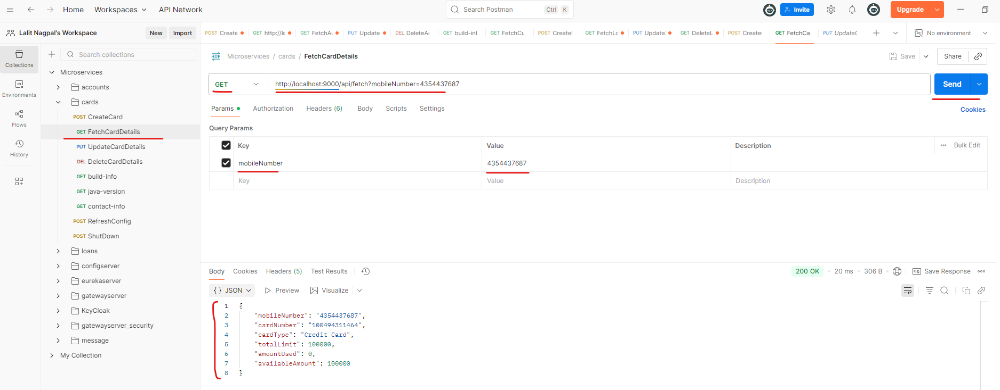 Home Workspaces API Network Search Postman Ctrl K Invite Upgrade
Lalit Nagpal's Workspace New Import
POST Create GET http://lo FetchAc PUT Update DEL DeleteAc GET build-inf GET FetchCu POST Createl GET FetchLo PUT Update GET DeleteL POST Create GET FetchCa PUT Update No environment
Collections
Environments
Flows
History
Search collections
Microservices
accounts
cards
POST CreateCard
GET FetchCardDetails
PUT UpdateCardDetails
DEL DeleteCardDetails
GET build-info
GET java-version
GET contact-info
POST RefreshConfig
POST ShutDown
loans
configserver
eurekaserver
gatewayserver
KeyCloak
gatewayserver_security
message
My Collection
HTTP Microservices / cards / FetchCardDetails Save Share
GET http://localhost:9000/api/fetch?mobileNumber=4354437687 Send
Params Authorization Headers (6) Body Scripts Settings Cookies
Query Params
Key Value Description ••• Bulk Edit
mobileNumber 4354437687
Key Value Description
Body Cookies Headers (5) Test Results 200 OK • 20 ms • 306 B e.g. Save Response
{} JSON Preview Visualize
1 {
2 "mobileNumber": "4354437687",
3 "cardNumber": "100494311464",
4 "cardType": "Credit Card",
5 "totalLimit": 100000,
6 "amountUsed": 0,
7 "availableAmount": 100000
8 }